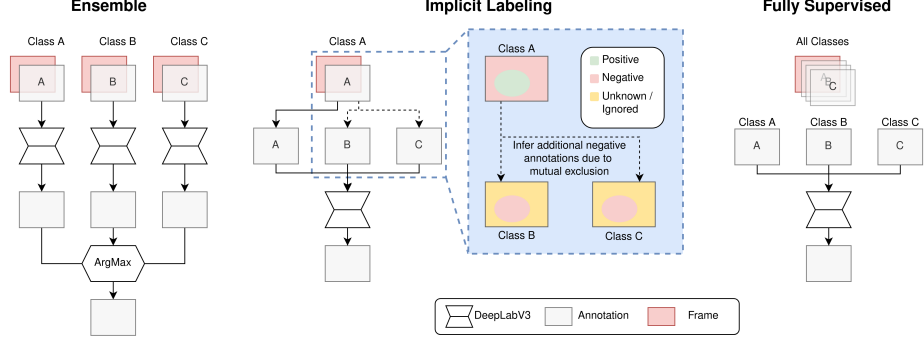 Ensemble
Implicit Labeling
Fully Supervised
Class A
Class B
Class C
A
B
C
ArgMax
Class A
A
A
B
C
Class A
Positive
Negative
Unknown /
Ignored
Infer additional negative
annotations due to
mutual exclusion
Class B
Class C
All Classes
A
B
C
Class A
Class B
Class C
A
B
C
DeepLabV3
Annotation
Frame